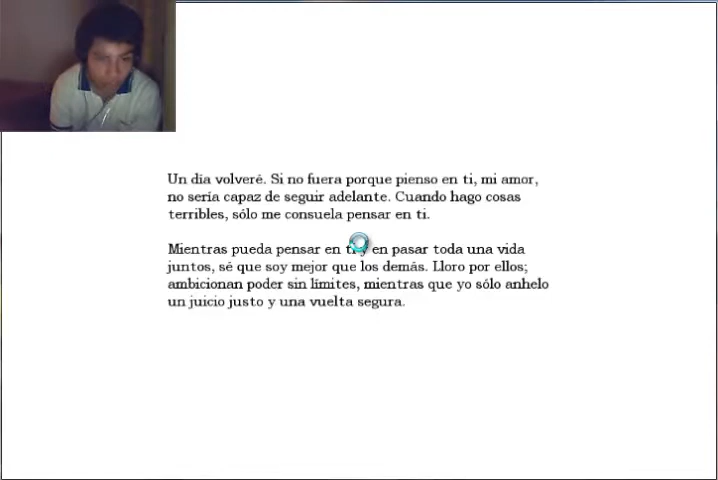 Un día volveré. Si no fuera porque pienso en ti, mi amor,
no sería capaz de seguir adelante. Cuando hago cosas
terribles, sólo me consuela pensar en ti.
Mientras pueda pensar en ti y en pasar toda una vida
juntos, sé que soy mejor que los demás. Lloro por ellos;
ambicionan poder sin límites, mientras que yo sólo anhelo
un juicio justo y una vuelta segura.